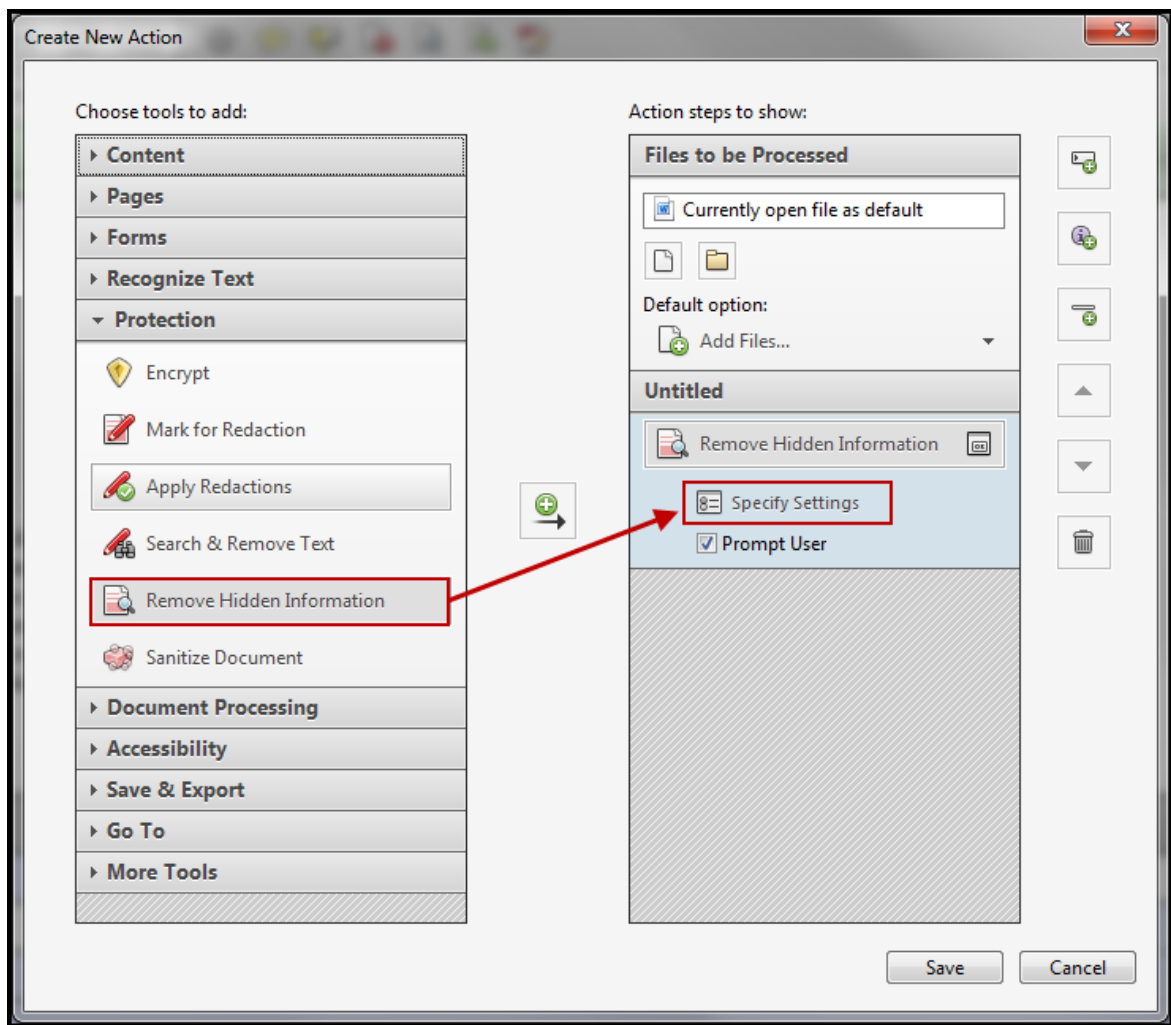 Create New Action
Choose tools to add:
Content
Pages
Forms
Recognize Text
Protection
Encrypt
Mark for Redaction
Apply Redactions
Search & Remove Text
Remove Hidden Information
Sanitize Document
Document Processing
Accessibility
Save & Export
Go To
More Tools
Action steps to show:
Files to be Processed
Currently open file as default
Default option:
Add Files...
Untitled
Remove Hidden Information
Specify Settings
Prompt User
Save
Cancel